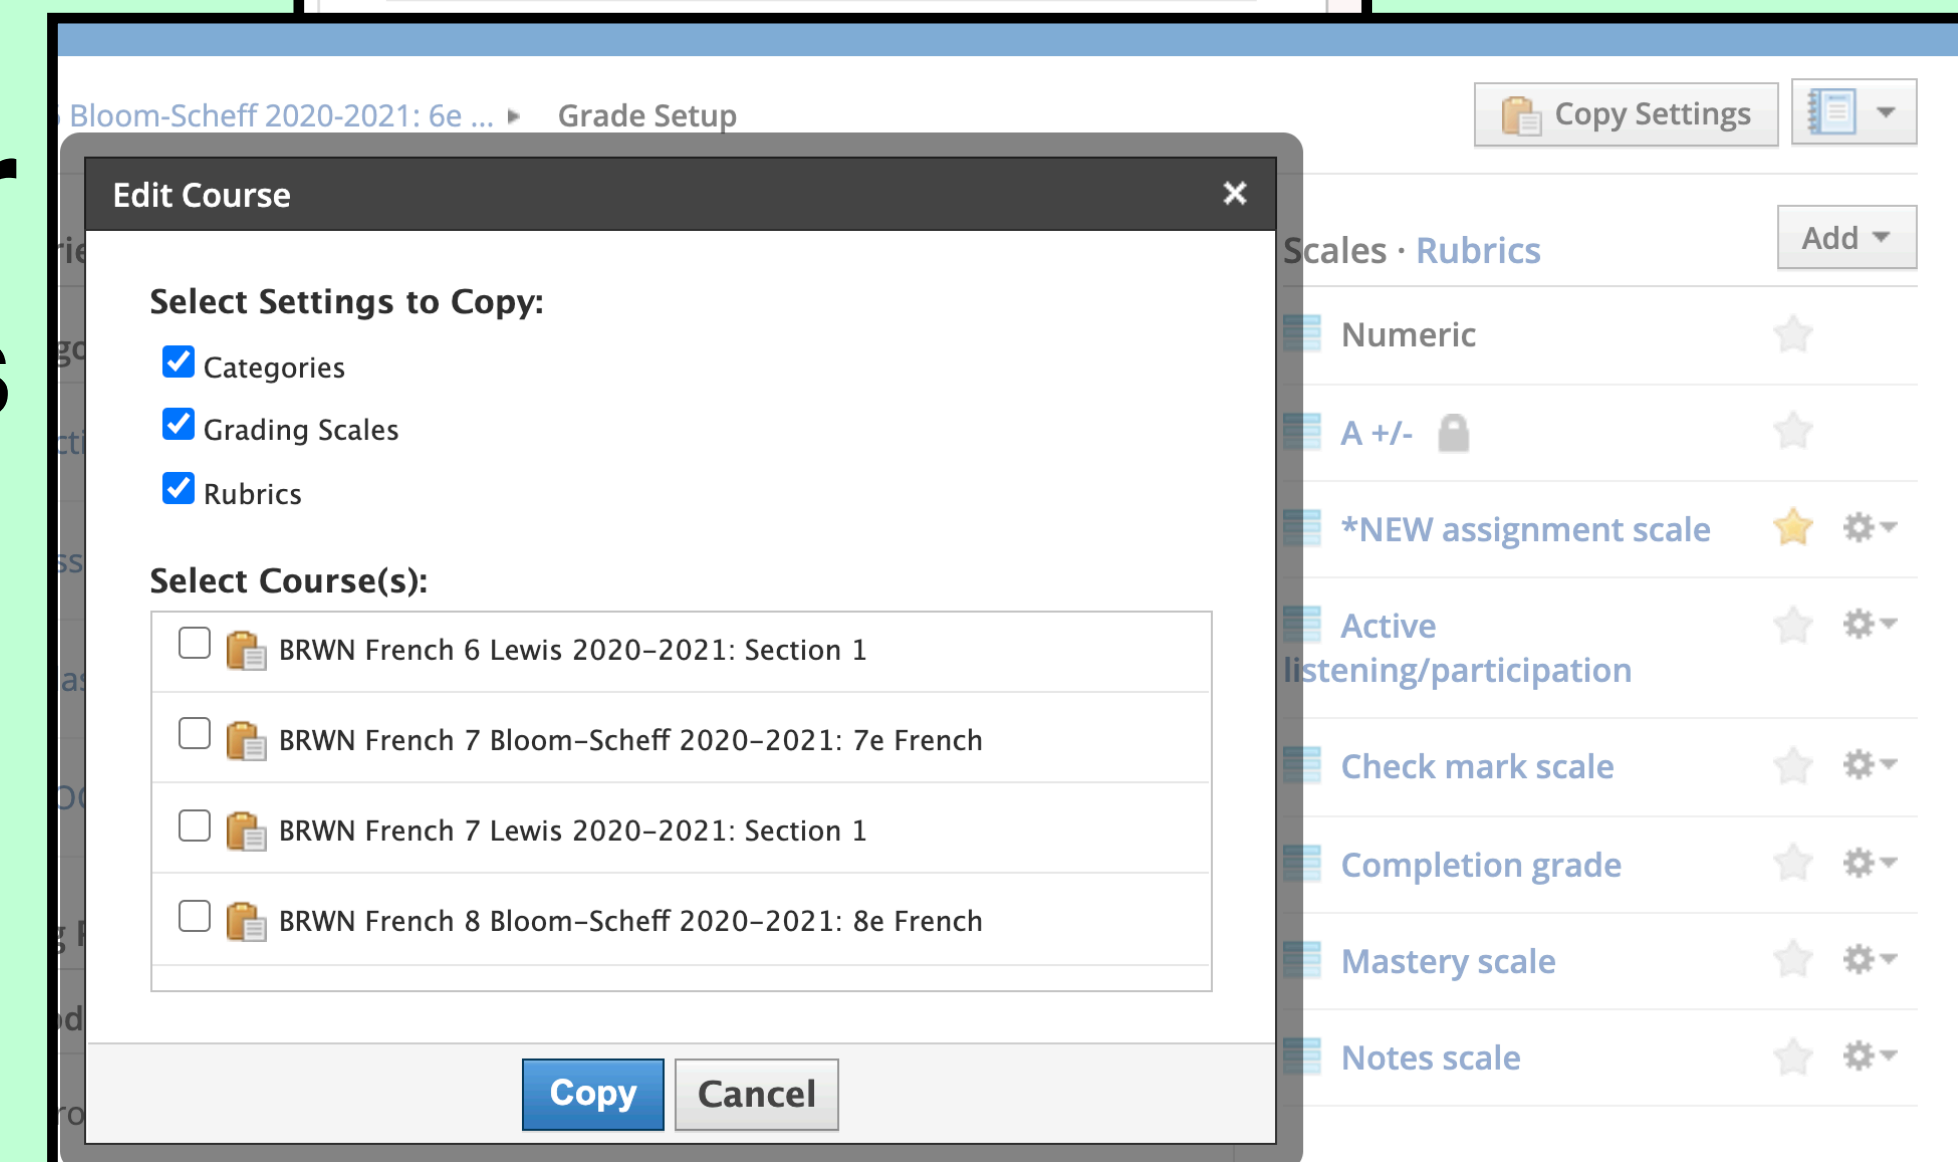 Bloom-Scheff 2020-2021: 6e ... Grade Setup
Copy Settings
Edit Course
Select Settings to Copy:
Categories
Grading Scales
Rubrics
Select Course(s):
BRWN French 6 Lewis 2020-2021: Section 1
BRWN French 7 Bloom-Scheff 2020-2021: 7e French
BRWN French 7 Lewis 2020-2021: Section 1
BRWN French 8 Bloom-Scheff 2020-2021: 8e French
Copy Cancel
Scales · Rubrics
Add
Numeric
A +/-
*NEW assignment scale
Active
listening/participation
Check mark scale
Completion grade
Mastery scale
Notes scale